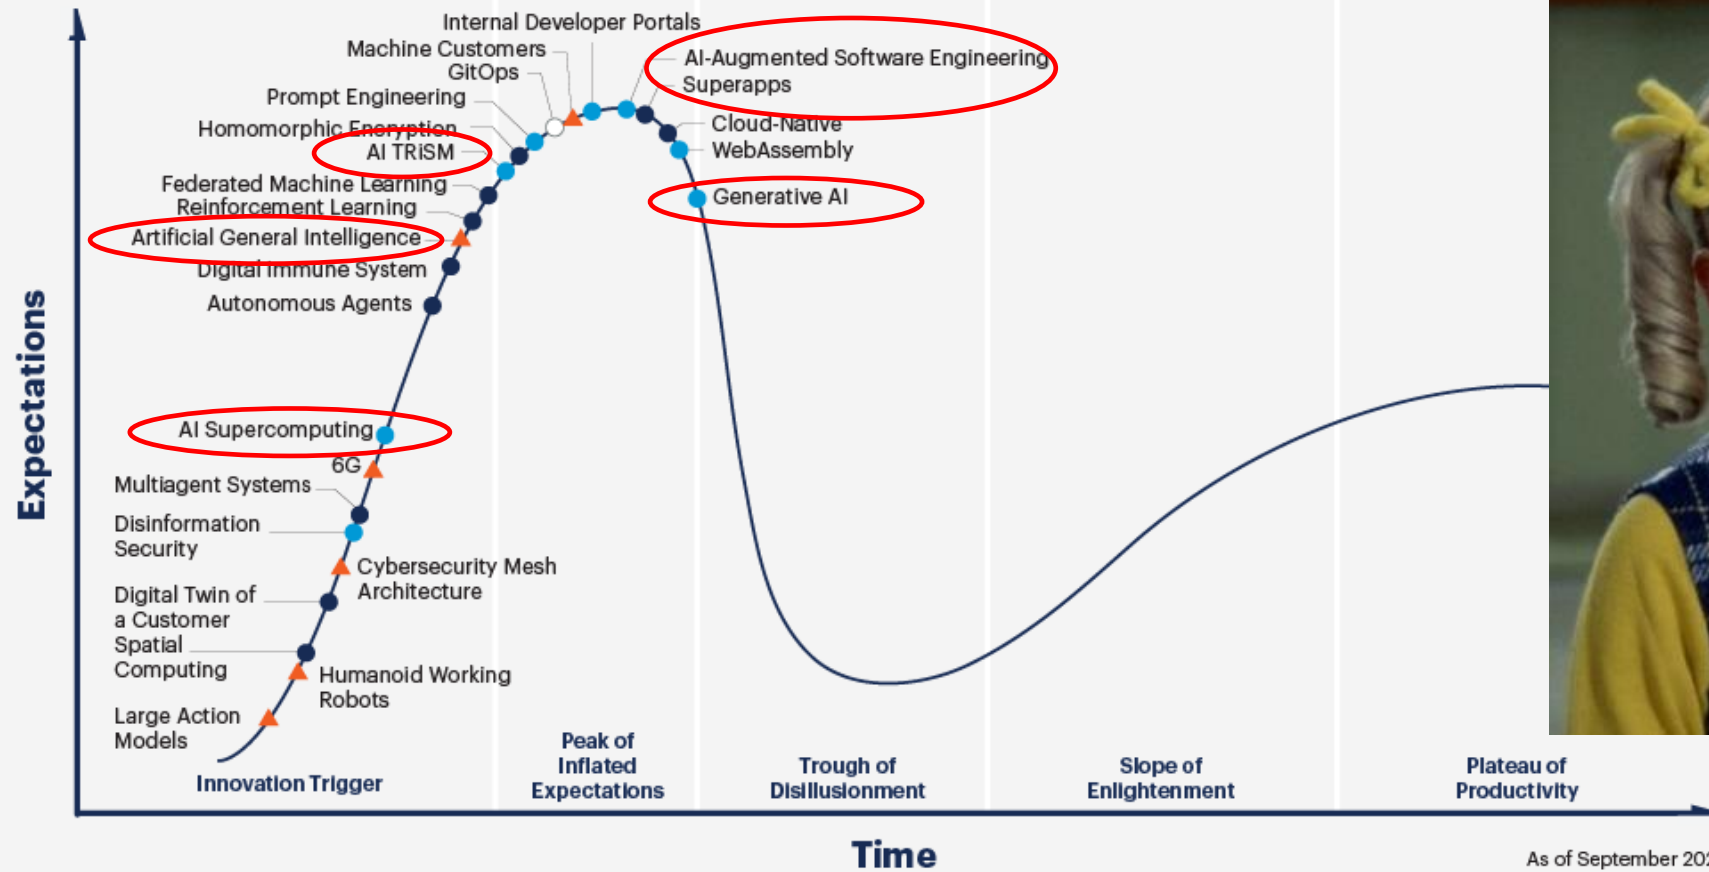 Internal Developer Portals
Machine Customers
GitOps
Prompt Engineering
Homomorphic Encryption
AI TRiSM
Federated Machine Learning
Reinforcement Learning
Artificial General Intelligence
Digital Immune System
Autonomous Agents
AI Supercomputing
6G
Multiagent Systems
Disinformation
Security
Digital Twin of
a Customer
Spatial
Computing
Large Action
Models
Cybersecurity Mesh
Architecture
Humanoid Working
Robots
AI-Augmented Software Engineering
Superapps
Cloud-Native
WebAssembly
Generative AI
Expectations
Innovation Trigger
Peak of
Inflated
Expectations
Trough of
Disillusionment
Slope of
Enlightenment
Plateau of
Productivity
Time
As of September